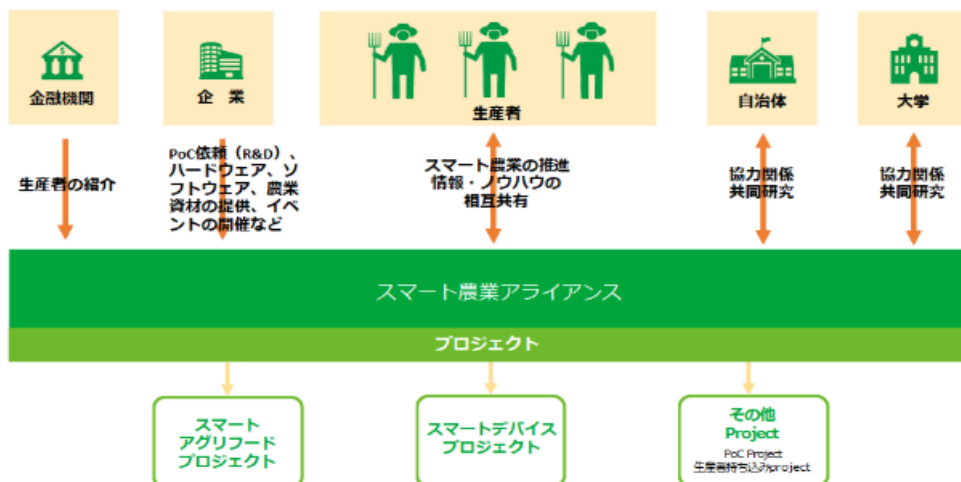 金融機関
企 業
生産者
自治体
大学
生産者の紹介
PoC依頼（R&D）、
ハードウェア、ソ
フトウェア、農業
資材の提供、イベ
ントの開催など
スマート農業の推進
情報・ノウハウの
相互共有
協力関係
共同研究
協力関係
共同研究
スマート農業アライアンス
プロジェクト
スマート
アグリフード
プロジェクト
スマートデバイス
プロジェクト
その他
Project
PoC Project
生産者持ち込みproject